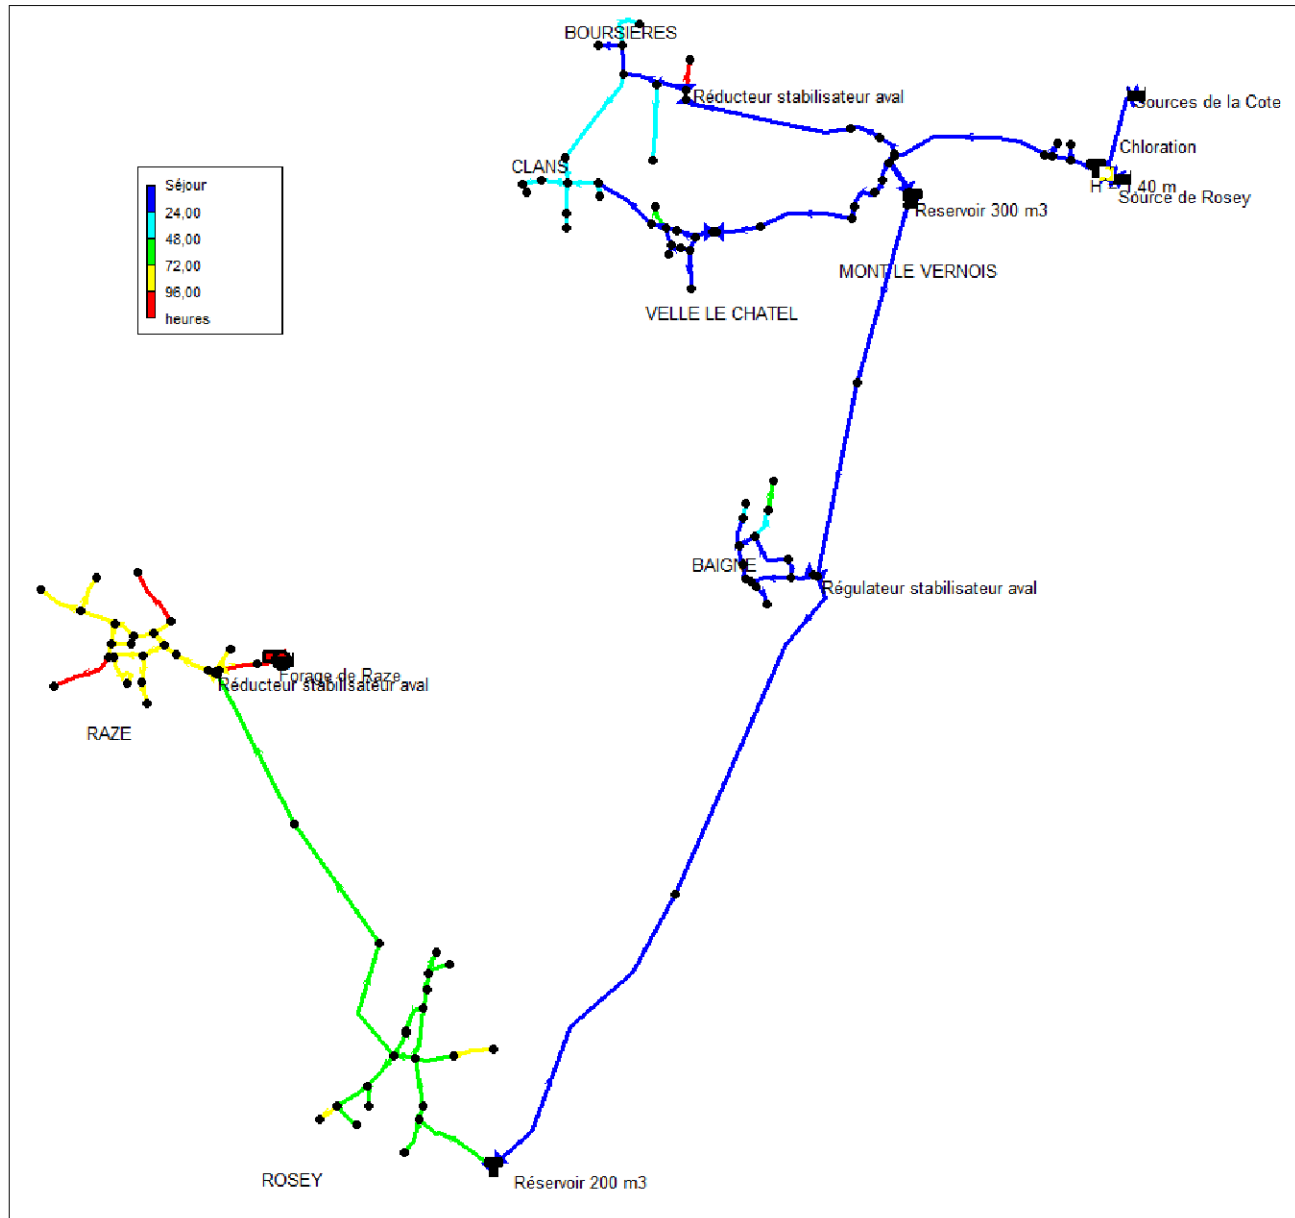 BOURSIERES
Réducteur stabilisateur aval
Sources de la Cote
Chloration
CLANS
H 1,40 m
Source de Rosey
Séjour
24,00
48,00
72,00
96,00
heures
Reservoir 300 m3
MONT LE VERNOIS
VELLE LE CHATEL
BAIGNE
Régulateur stabilisateur aval
Forage de Raze
Réducteur stabilisateur aval
RAZE
ROSEY
Réservoir 200 m3